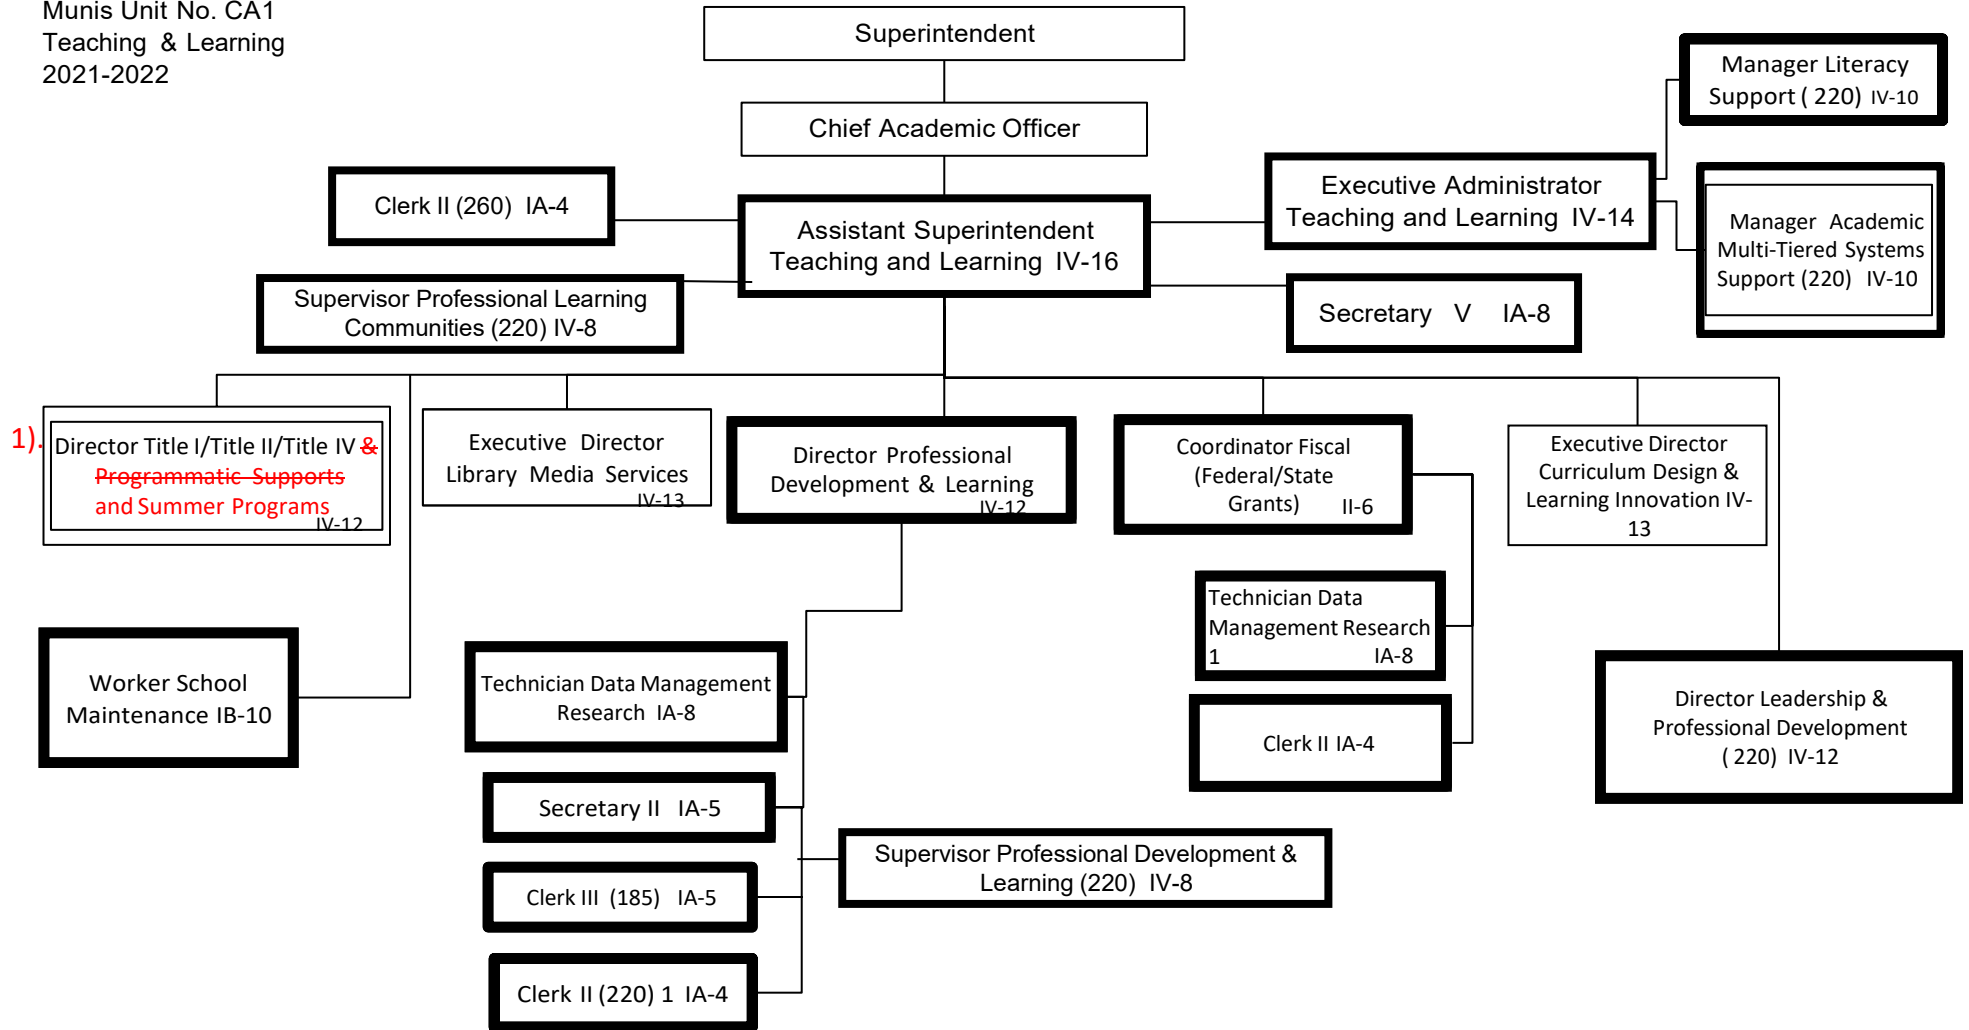 Munis Unit No. CA1
Teaching & Learning
2021-2022
Superintendent
Chief Academic Officer
Manager Literacy
Support ( 220) IV-10
Clerk II (260) IA-4
Assistant Superintendent
Teaching and Learning IV-16
Executive Administrator
Teaching and Learning IV-14
Manager Academic
Multi-Tiered Systems
Support (220) IV-10
Supervisor Professional Learning
Communities (220) IV-8
Secretary V IA-8
1).
Director Title I/Title II/Title IV &
Programmatic Supports
and Summer Programs
IV-12
Executive Director
Library Media Services
IV-13
Director Professional
Development & Learning
IV-12
Coordinator Fiscal
(Federal/State
Grants) II-6
Executive Director
Curriculum Design &
Learning Innovation IV-
13
Worker School
Maintenance IB-10
Technician Data Management
Research IA-8
Technician Data
Management Research
1 IA-8
Clerk II IA-4
Director Leadership &
Professional Development
( 220) IV-12
Secretary II IA-5
Supervisor Professional Development &
Learning (220) IV-8
Clerk III (185) IA-5
Clerk II (220) 1 IA-4